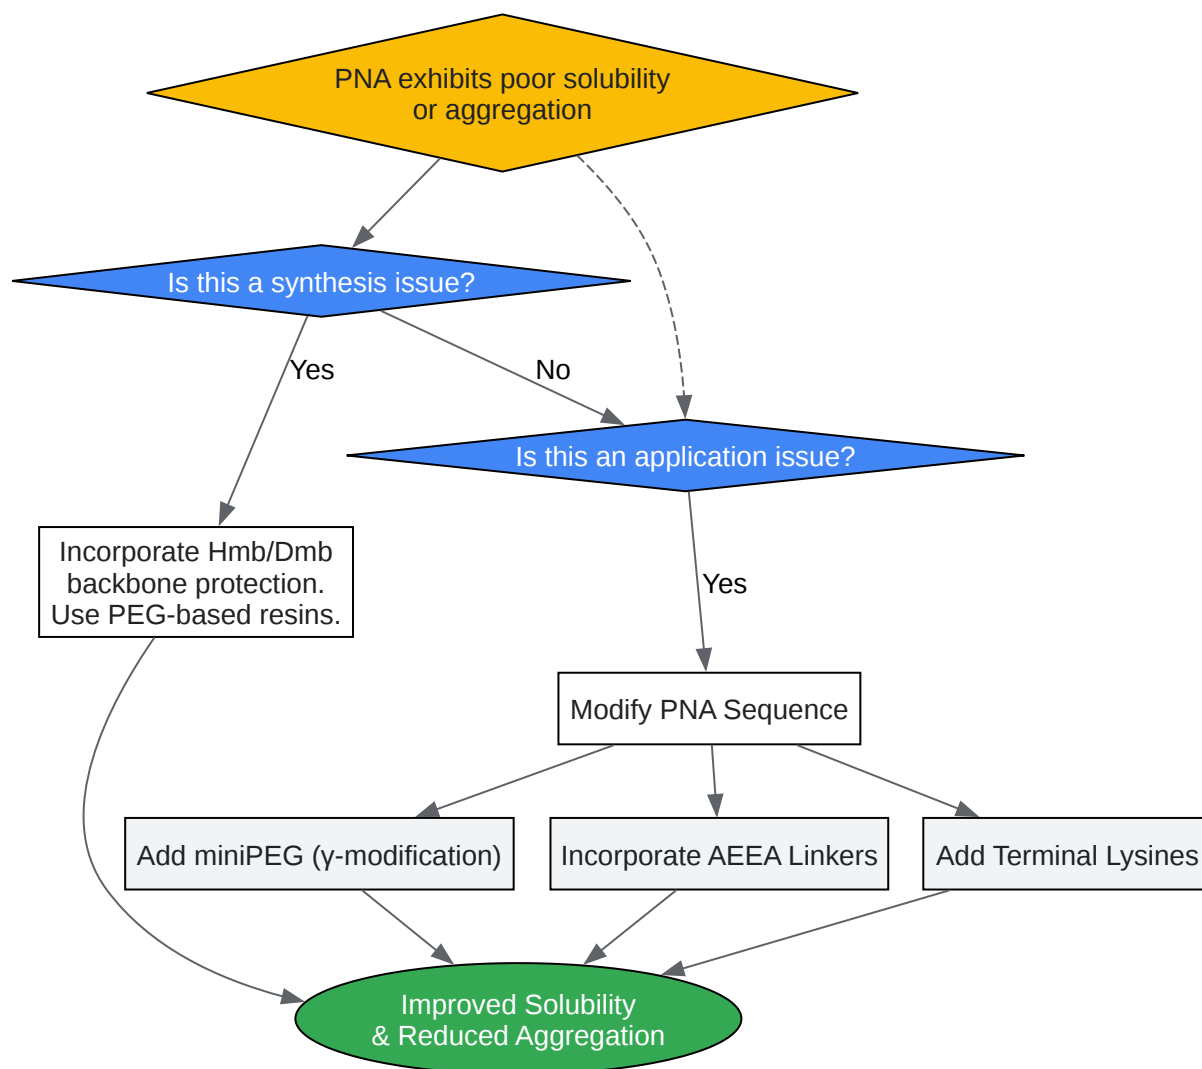 PNA exhibits poor solubility
or aggregation
Is this a synthesis issue?
Yes
No
Is this an application issue?
Incorporate Hmb/Dmb
backbone protection.
Use PEG-based resins.
Yes
Modify PNA Sequence
Add miniPEG (γ-modification)
Incorporate AEEA Linkers
Add Terminal Lysines
Improved Solubility
& Reduced Aggregation